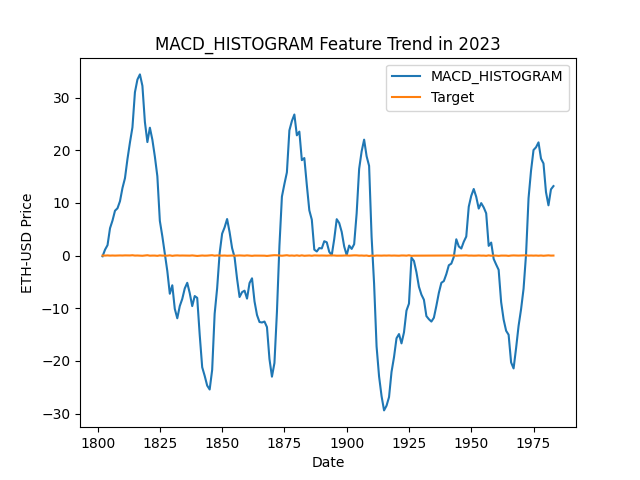 MACD_HISTOGRAM Feature Trend in 2023
MACD_HISTOGRAM
Target
ETH-USD Price
30
20
10
0
−10
−20
−30
1800 1825 1850 1875 1900 1925 1950 1975
Date